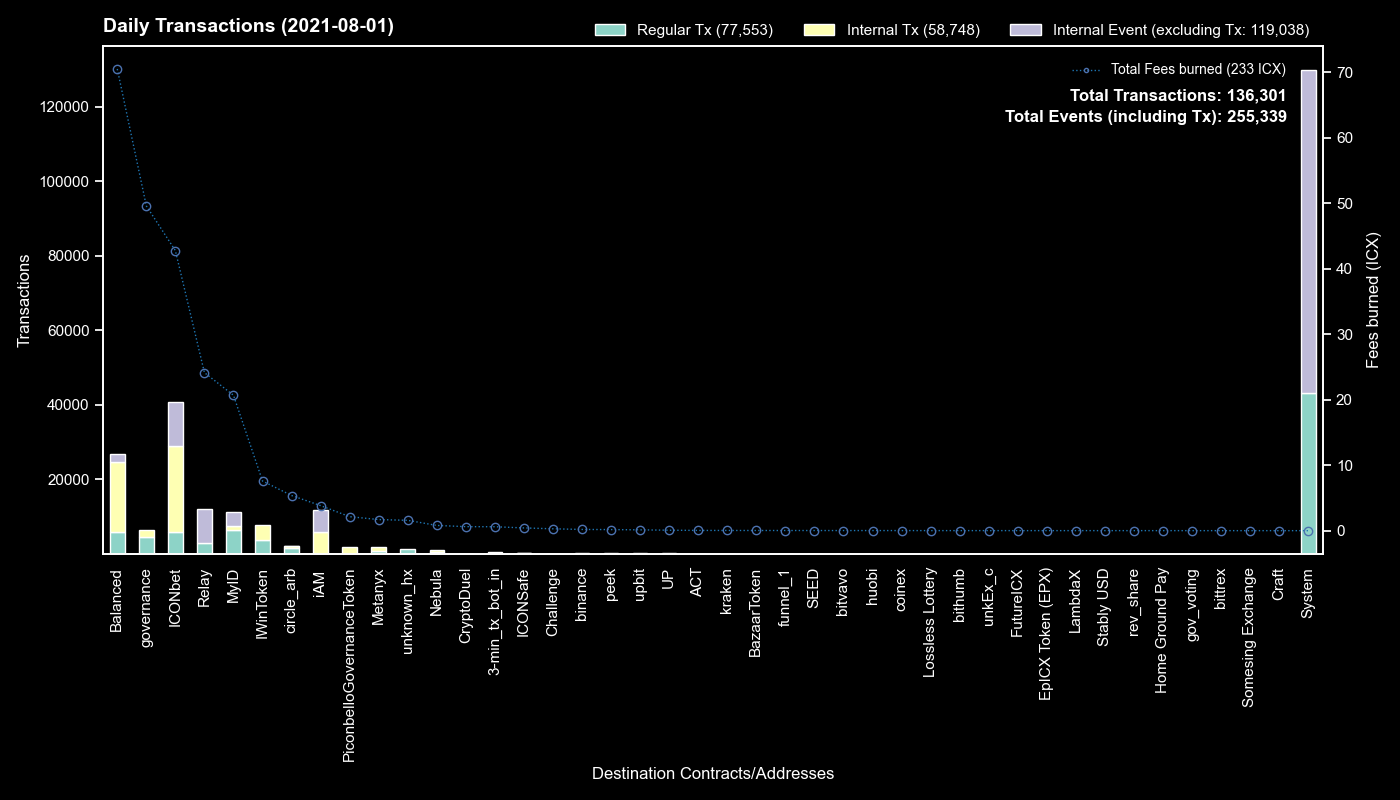 Daily Transactions (2021-08-01)
Regular Tx (77,553)
Internal Tx (58,748)
Internal Event (excluding Tx: 119,038)
Total Fees burned (233 ICX)
Total Transactions: 136,301
Total Events (including Tx): 255,339
Transactions
120000
100000
80000
60000
40000
20000
70
60
50
40
30
20
10
0
Fees burned (ICX)
Balanced
governance
ICONbet
Relay
MyID
IWinToken
circle_arb
iAM
PiconbelloGovernanceToken
Metanyx
unknown_hx
Nebula
CryptoDuel
3-min_tx_bot_in
ICONSafe
Challenge
binance
peek
upbit
UP
ACT
kraken
BazaarToken
funnel_1
SEED
bitvavo
huobi
coinex
Lossless Lottery
bithumb
unkEx_c
FutureICX
EpICX Token (EPX)
LambdaX
Stably USD
rev_share
Home Ground Pay
gov_voting
bittrex
Somesing Exchange
Craft
System
Destination Contracts/Addresses